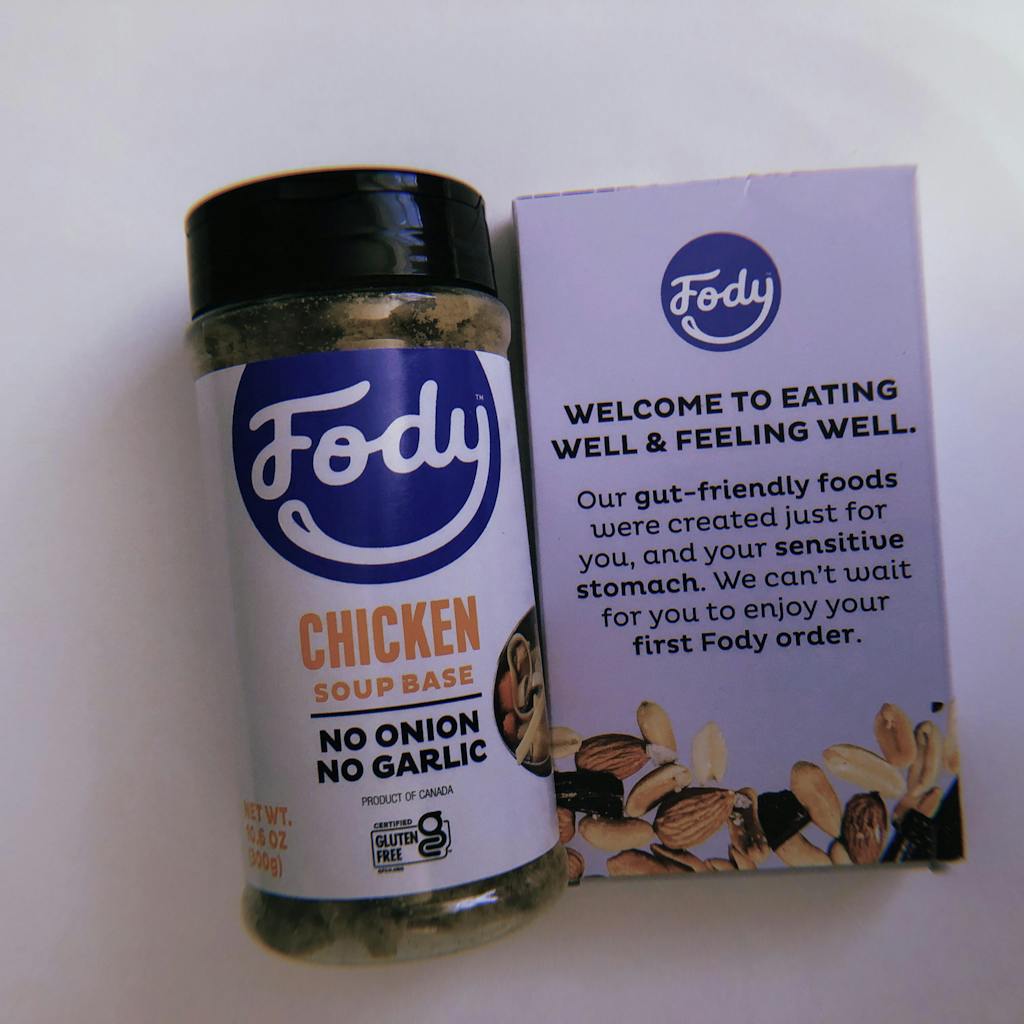 Fody™
CHICKEN
SOUP BASE
NO ONION
NO GARLIC
PRODUCT OF CANADA
CERTIFIED
GLUTEN
FREE
NET WT.
10.6 OZ
(300g)
Fody
WELCOME TO EATING
WELL & FEELING WELL.
Our gut-friendly foods
were created just for
you, and your sensitive
stomach. We can't wait
for you to enjoy your
first Fody order.